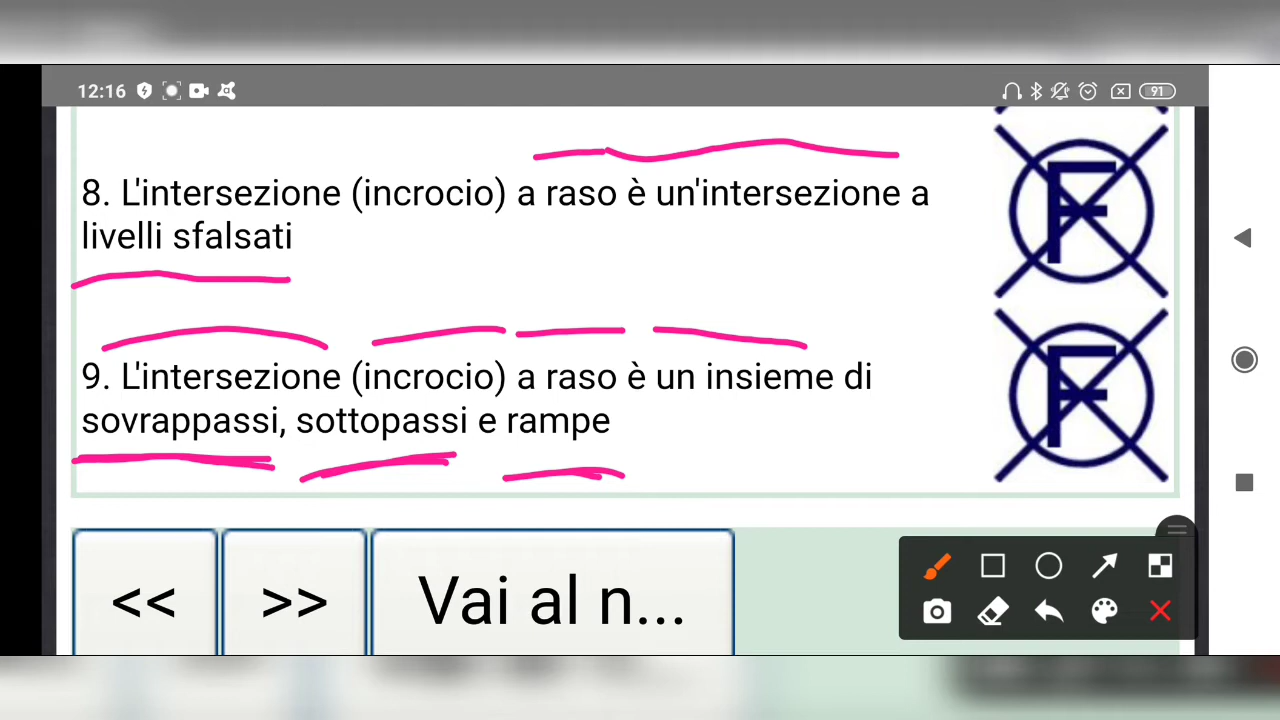 12:16
91
8. L'intersezione (incrocio) a raso è un'intersezione a
livelli sfalsati
F
9. L'intersezione (incrocio) a raso è un insieme di
sovrappassi, sottopassi e rampe
F
<< >> Vai al n...